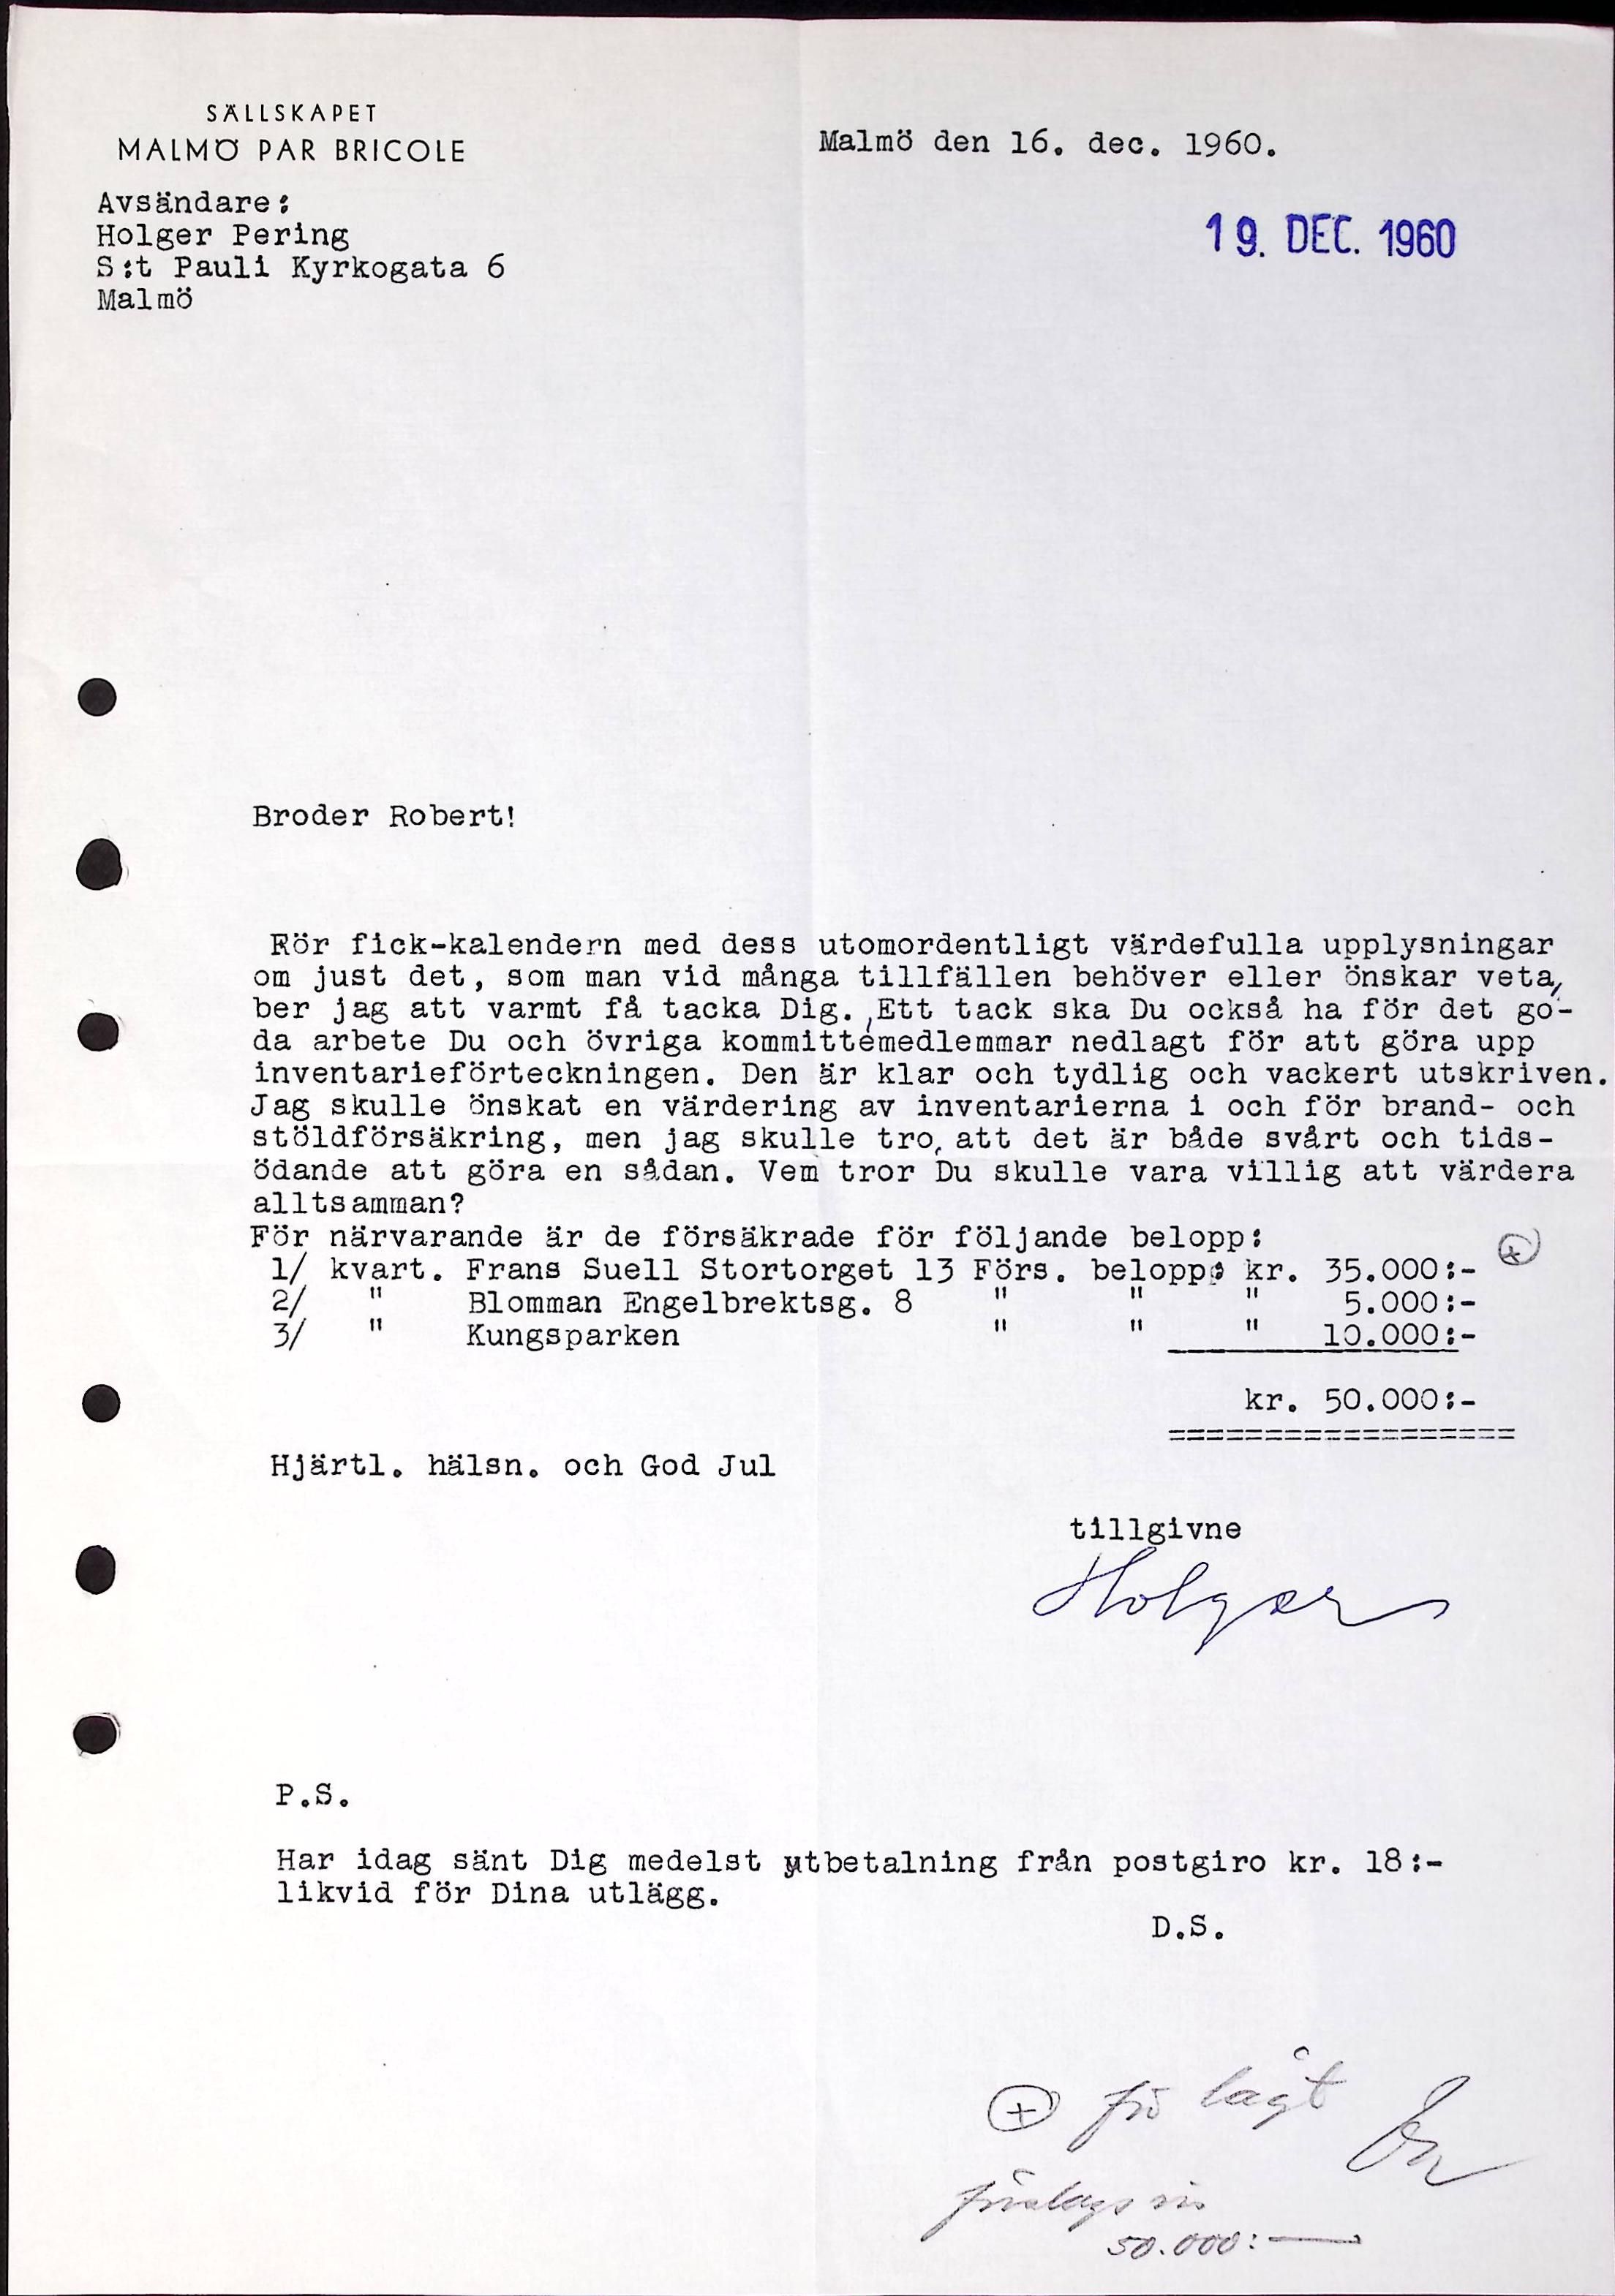 SÄLLSKAPET
MALMÖ PAR BRICOLE
Malmö den 16. dec. 1960.
Avsändare:
Holger Pering
S:t Pauli Kyrkogata 6
Malmö
19. DEC. 1960
Broder Robert!
För fick-kalendern med dess utomordentligt värdefulla upplysningar
om just det, som man vid många tillfällen behöver eller önskar veta,
ber jag att varmt få tacka Dig. Ett tack ska Du också ha för det go-
da arbete Du och övriga kommittémedlemmar nedlagt för att göra upp
inventarieförteckningen. Den är klar och tydlig och vackert utskriven.
Jag skulle önskat en värdering av inventarierna i och för brand- och
stöldförsäkring, men jag skulle tro, att det är både svårt och tids-
ödande att göra en sådan. Vem tror Du skulle vara villig att värdera
alltsamman?
För närvarande är de försäkrade för följande belopp:
1/ kvart. Frans Suell Stortorget 13 Förs. belopp kr. 35.000:-
2/ " Blomman Engelbrektsg. 8 " " " 5.000:-
3/ " Kungsparken " " " 10.000:-
kr. 50.000:-
==================
Hjärtl. hälsn. och God Jul
tillgivne
Holger
P.S.
Har idag sänt Dig medelst utbetalning från postgiro kr. 18:-
likvid för Dina utlägg.
D.S.
för lågt
förslagsvis
50.000:—